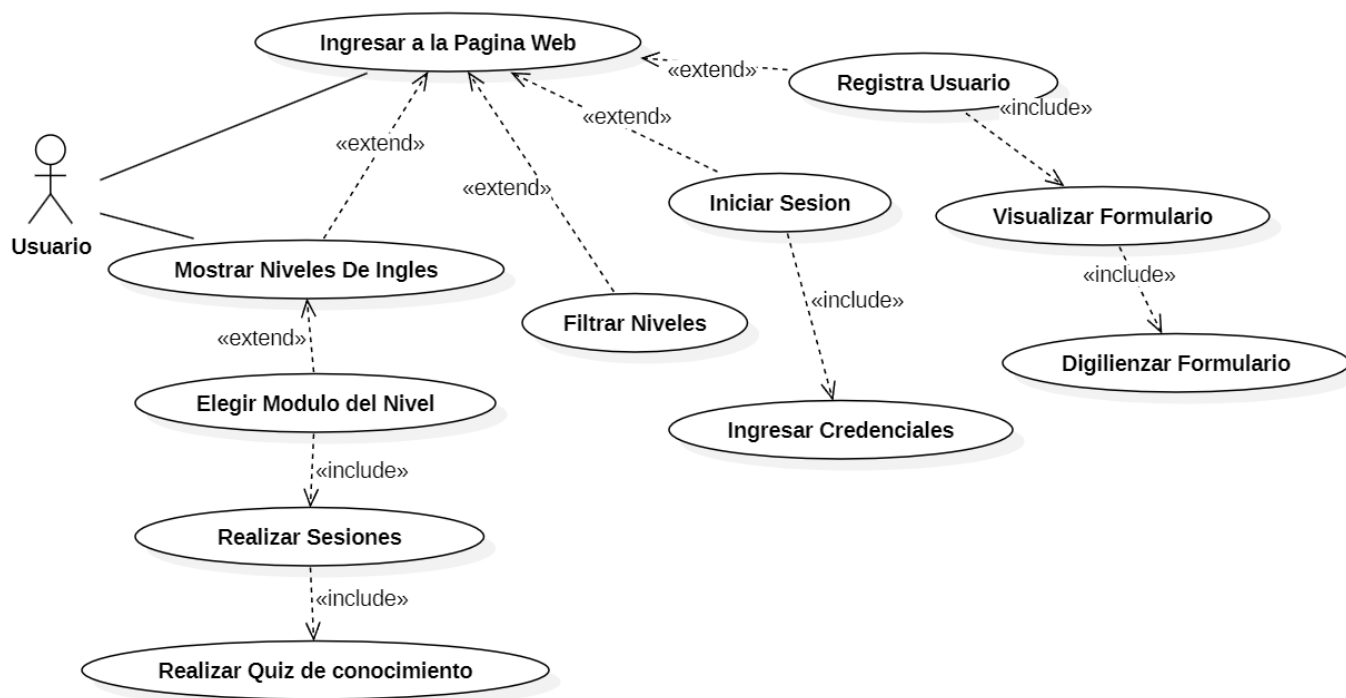 Ingresar a la Pagina Web
«extend»
Registra Usuario
«include»
«extend»
«extend»
«extend»
Iniciar Sesion
Visualizar Formulario
Usuario
Mostrar Niveles De Ingles
«include»
«include»
Filtrar Niveles
«extend»
Digilienzar Formulario
Elegir Modulo del Nivel
Ingresar Credenciales
«include»
Realizar Sesiones
«include»
Realizar Quiz de conocimiento